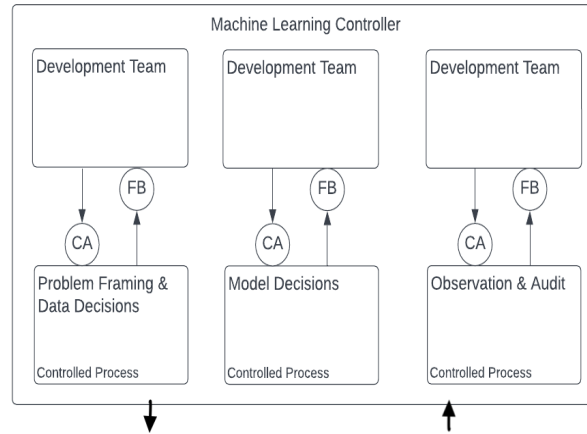 Machine Learning Controller
Development Team
Development Team
Development Team
FB
FB
FB
CA
CA
CA
Problem Framing &
Data Decisions
Model Decisions
Observation & Audit
Controlled Process
Controlled Process
Controlled Process